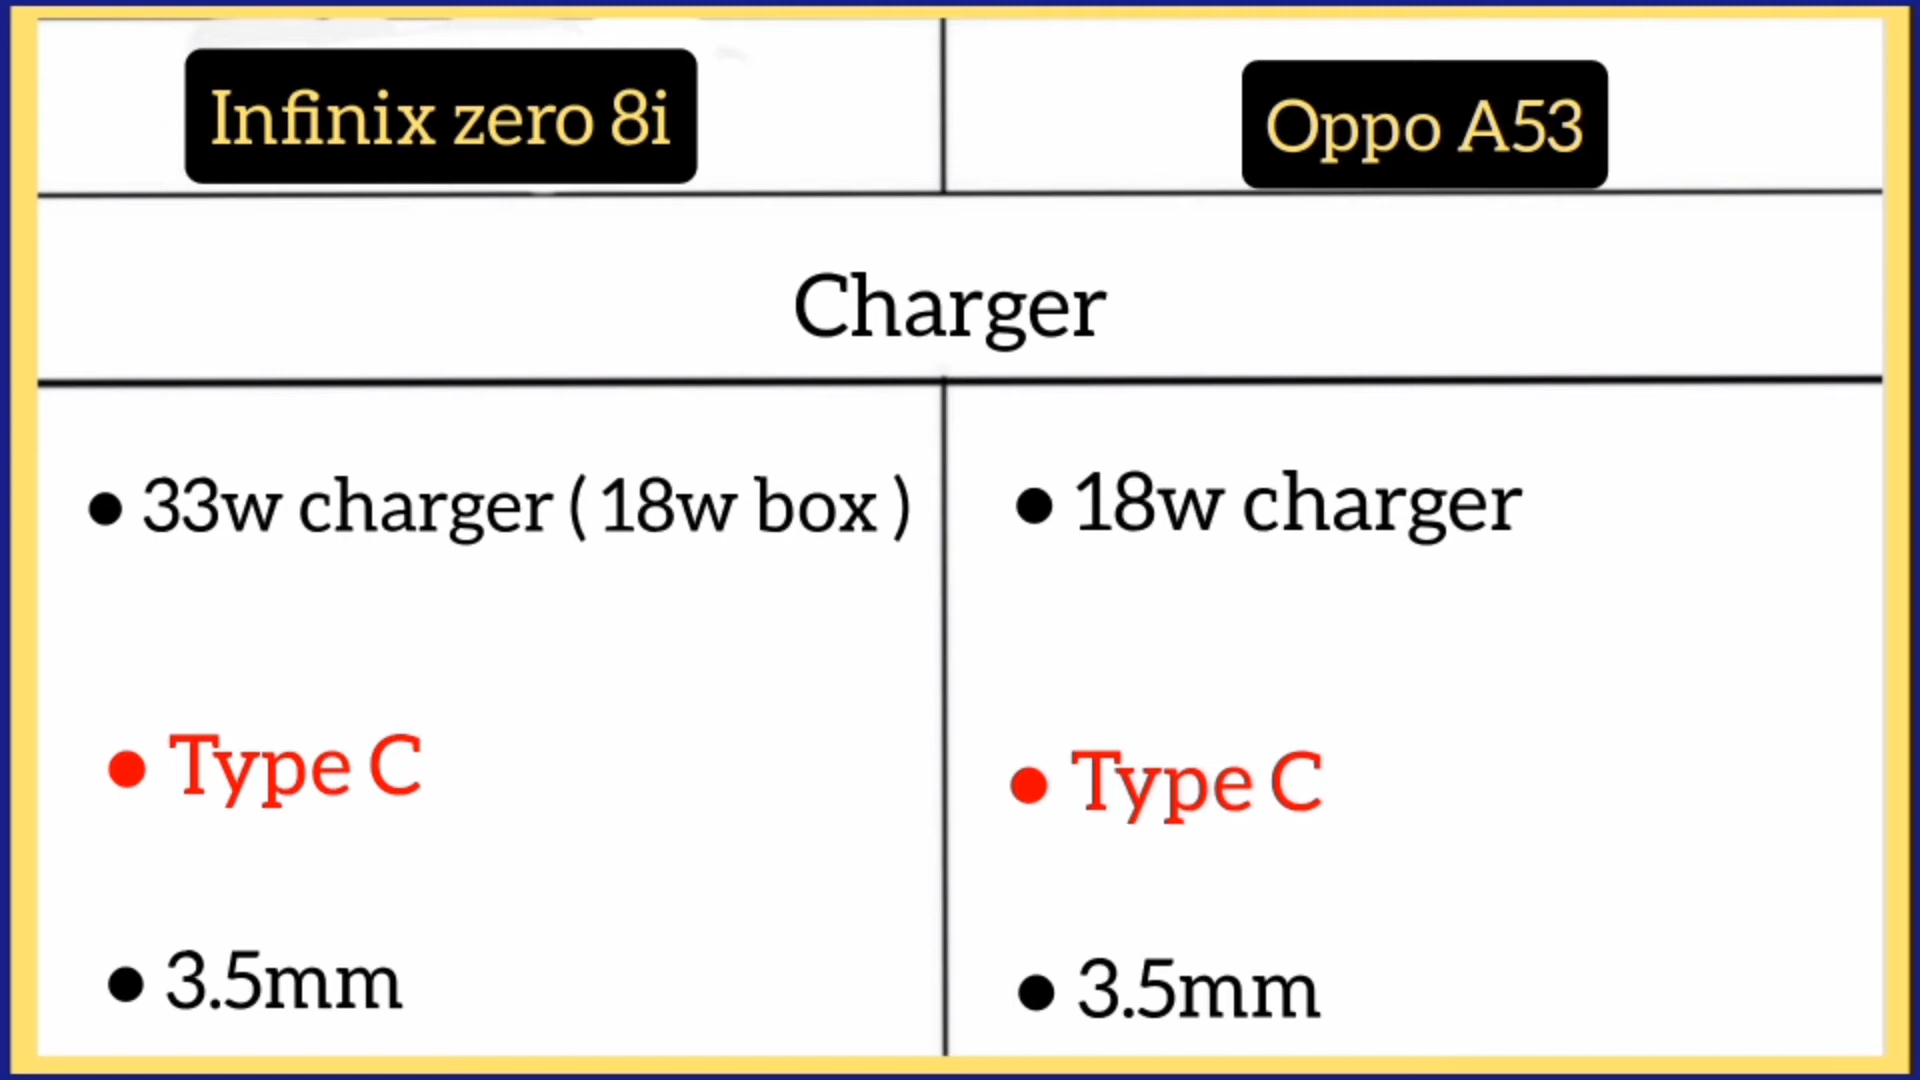 Infinix zero 8i
Oppo A53
Charger
• 33w charger ( 18w box )
• 18w charger
• Type C
• Type C
• 3.5mm
• 3.5mm